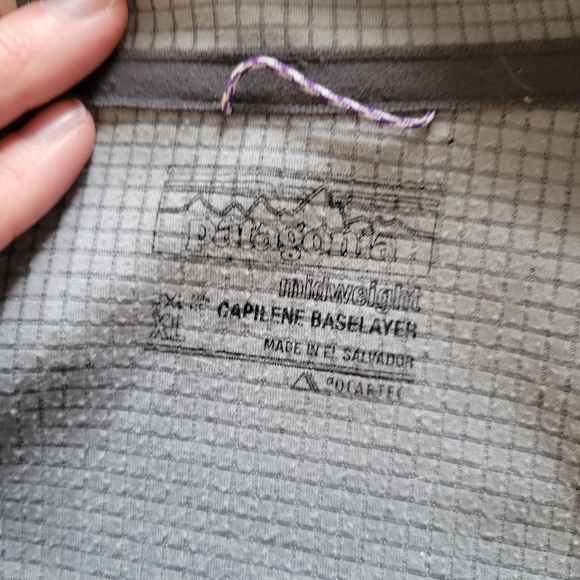 patagonia
midweight
CAPILENE BASELAYER
XL
MADE IN EL SALVADOR
POLARTEC